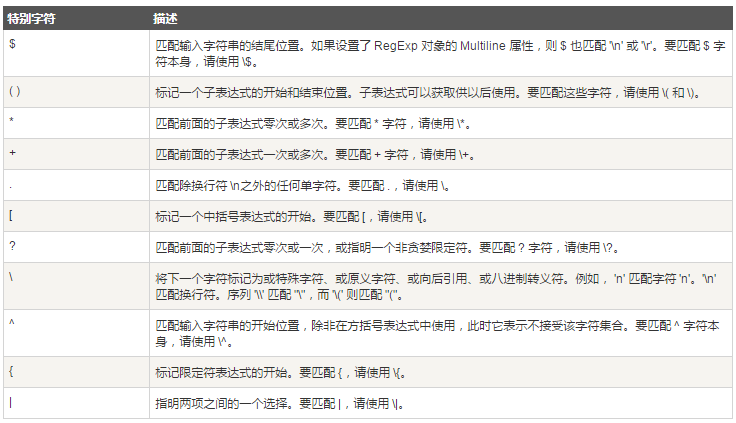 特别字符 描述
$ 匹配输入字符串的结尾位置。如果设置了 RegExp 对象的 Multiline 属性，则 $ 也匹配 '\n' 或 '\r'。要匹配 $ 字
符本身，请使用 \$。
( ) 标记一个子表达式的开始和结束位置。子表达式可以获取供以后使用。要匹配这些字符，请使用 \( 和 \)。
* 匹配前面的子表达式零次或多次。要匹配 * 字符，请使用 \*。
+ 匹配前面的子表达式一次或多次。要匹配 + 字符，请使用 \+。
. 匹配除换行符 \n之外的任何单字符。要匹配 .，请使用 \。
[ 标记一个中括号表达式的开始。要匹配 [，请使用 \[。
? 匹配前面的子表达式零次或一次，或指明一个非贪婪限定符。要匹配 ? 字符，请使用 \?。
\ 将下一个字符标记为或特殊字符、或原义字符、或向后引用、或八进制转义符。例如， 'n' 匹配字符 'n'。'\n'
匹配换行符。序列 '\\' 匹配 "\"，而 '\(' 则匹配 "("。
^ 匹配输入字符串的开始位置，除非在方括号表达式中使用，此时它表示不接受该字符集合。要匹配 ^ 字符本
身，请使用 \^。
{ 标记限定符表达式的开始。要匹配 {，请使用 \{。
| 指明两项之间的一个选择。要匹配 |，请使用 \|。